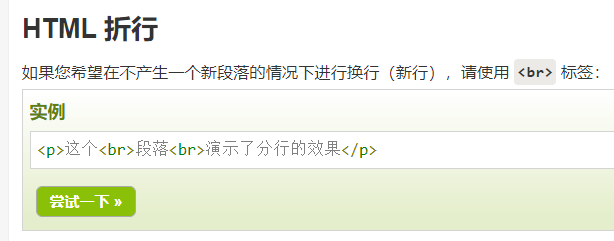 HTML 折行
如果您希望在不产生一个新段落的情况下进行换行（新行），请使用 <br> 标签：
实例
<p>这个<br>段落<br>演示了分行的效果</p>
尝试一下 »